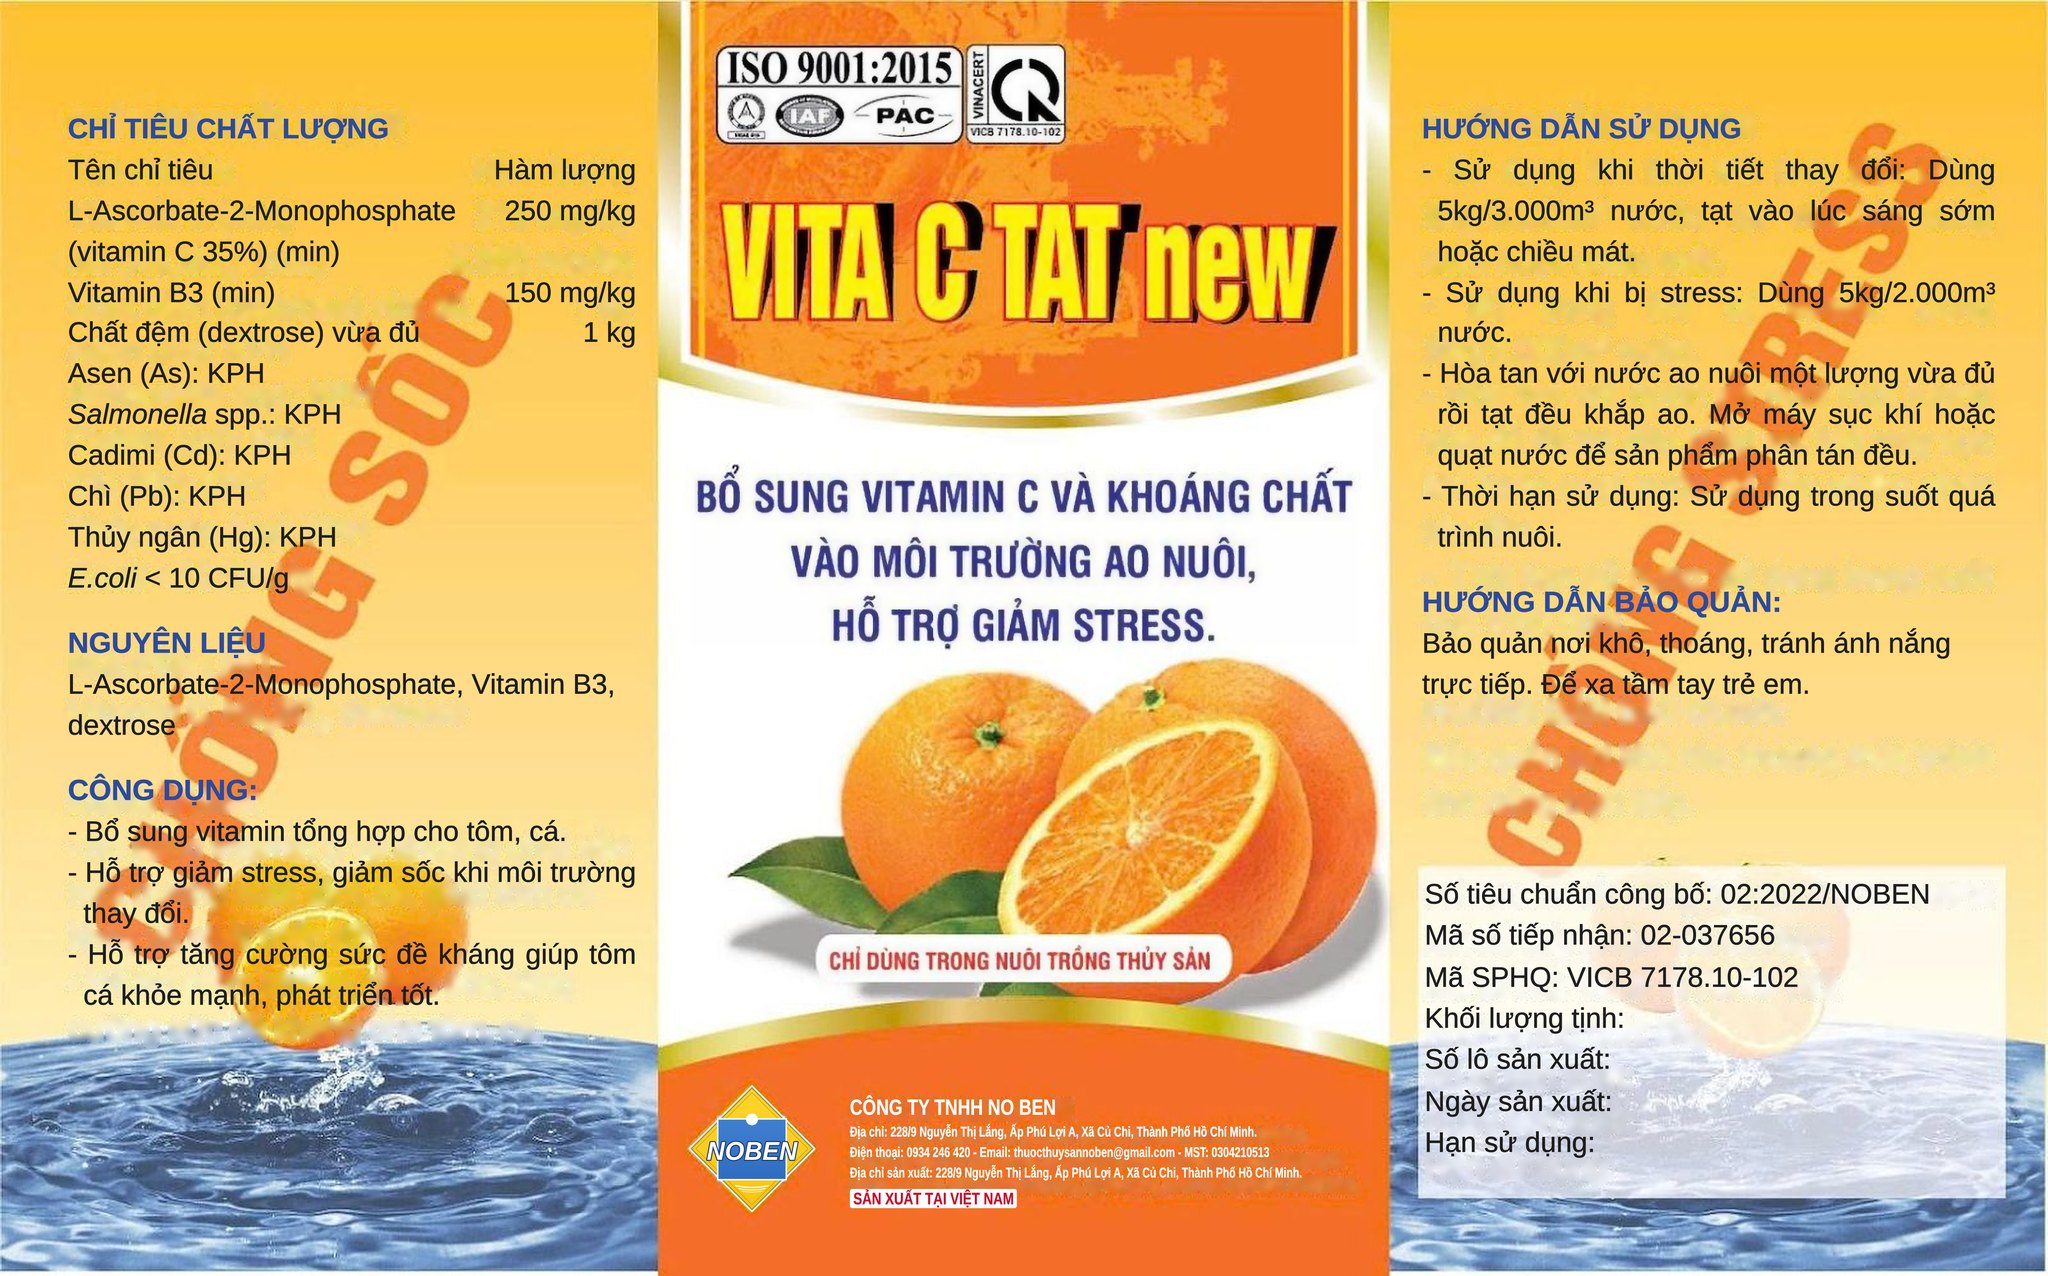 CHỈ TIÊU CHẤT LƯỢNG
Tên chỉ tiêu Hàm lượng
L-Ascorbate-2-Monophosphate 250 mg/kg
(vitamin C 35%) (min)
Vitamin B3 (min) 150 mg/kg
Chất đệm (dextrose) vừa đủ 1 kg
Asen (As): KPH
Salmonella spp.: KPH
Cadimi (Cd): KPH
Chì (Pb): KPH
Thủy ngân (Hg): KPH
E.coli < 10 CFU/g
NGUYÊN LIỆU
L-Ascorbate-2-Monophosphate, Vitamin B3,
dextrose
CÔNG DỤNG:
- Bổ sung vitamin tổng hợp cho tôm, cá.
- Hỗ trợ giảm stress, giảm sốc khi môi trường
thay đổi.
- Hỗ trợ tăng cường sức đề kháng giúp tôm
cá khỏe mạnh, phát triển tốt.
CHỐNG SỐC
ISO 9001:2015
IAF
PAC
VINACERT
VICB 7178.10-102
VITA C TAT new
BỔ SUNG VITAMIN C VÀ KHOÁNG CHẤT
VÀO MÔI TRƯỜNG AO NUÔI,
HỖ TRỢ GIẢM STRESS.
CHỈ DÙNG TRONG NUÔI TRỒNG THỦY SẢN
NOBEN
CÔNG TY TNHH NO BEN
Địa chỉ: 228/9 Nguyễn Thị Lắng, Ấp Phú Lợi A, Xã Củ Chi, Thành Phố Hồ Chí Minh.
Điện thoại: 0934 246 420 - Email: thuocthuysannoben@gmail.com - MST: 0304210513
Địa chỉ sản xuất: 228/9 Nguyễn Thị Lắng, Ấp Phú Lợi A, Xã Củ Chi, Thành Phố Hồ Chí Minh.
SẢN XUẤT TẠI VIỆT NAM
HƯỚNG DẪN SỬ DỤNG
- Sử dụng khi thời tiết thay đổi: Dùng
5kg/3.000m³ nước, tạt vào lúc sáng sớm
hoặc chiều mát.
- Sử dụng khi bị stress: Dùng 5kg/2.000m³
nước.
- Hòa tan với nước ao nuôi một lượng vừa đủ
rồi tạt đều khắp ao. Mở máy sục khí hoặc
quạt nước để sản phẩm phân tán đều.
- Thời hạn sử dụng: Sử dụng trong suốt quá
trình nuôi.
HƯỚNG DẪN BẢO QUẢN:
Bảo quản nơi khô, thoáng, tránh ánh nắng
trực tiếp. Để xa tầm tay trẻ em.
CHỐNG STRESS
Số tiêu chuẩn công bố: 02:2022/NOBEN
Mã số tiếp nhận: 02-037656
Mã SPHQ: VICB 7178.10-102
Khối lượng tịnh:
Số lô sản xuất:
Ngày sản xuất:
Hạn sử dụng: